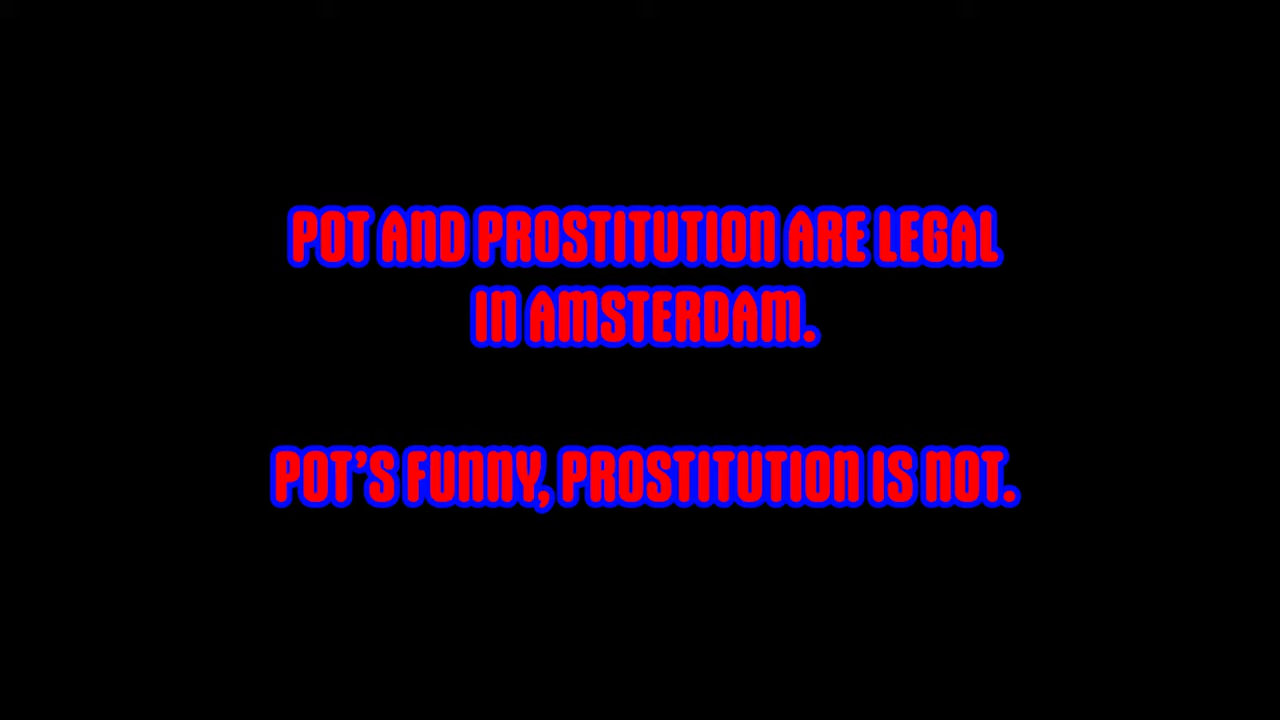 POT AND PROSTITUTION ARE LEGAL
IN AMSTERDAM.
POT'S FUNNY, PROSTITUTION IS NOT.